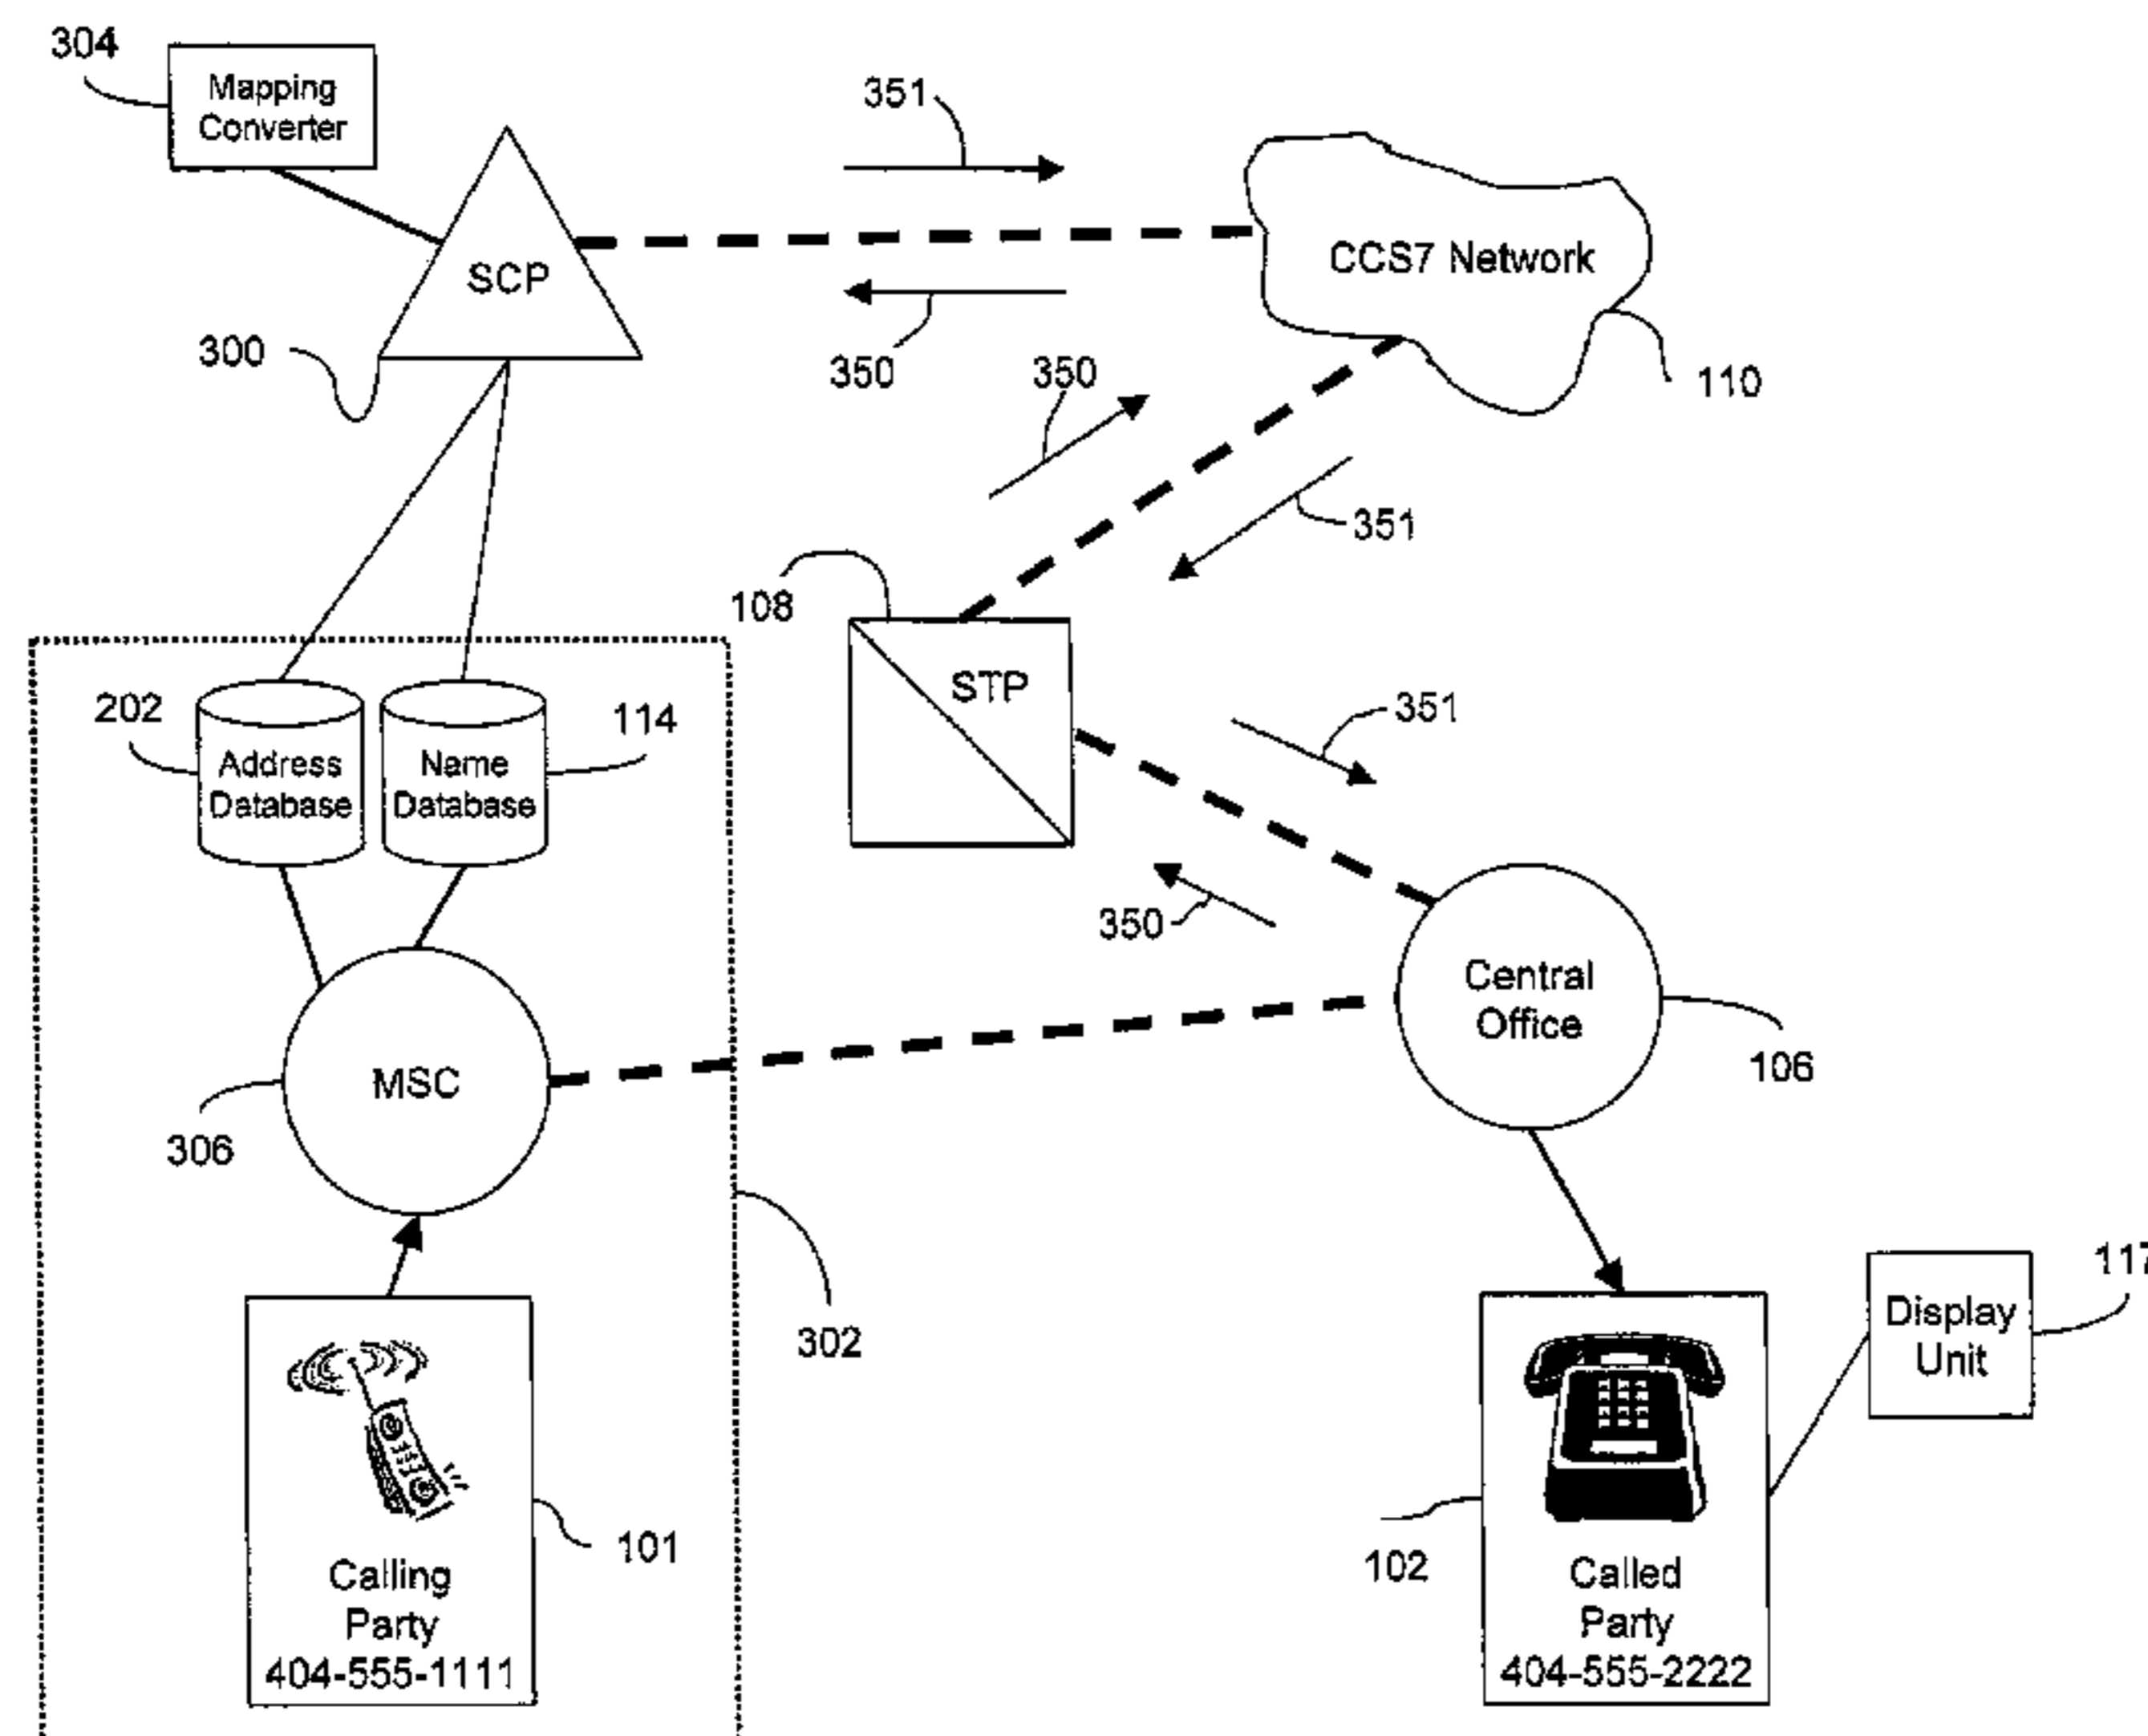 304
Mapping
Converter
351
SCP
CCS7 Network
300
350
350
110
351
108
STP
202
114
351
Address
Database
Name
Database
350
Central
Office
MSC
106
306
302
117
Display
Unit
101
102
Calling
Party
404-555-1111
Called
Party
404-555-2222